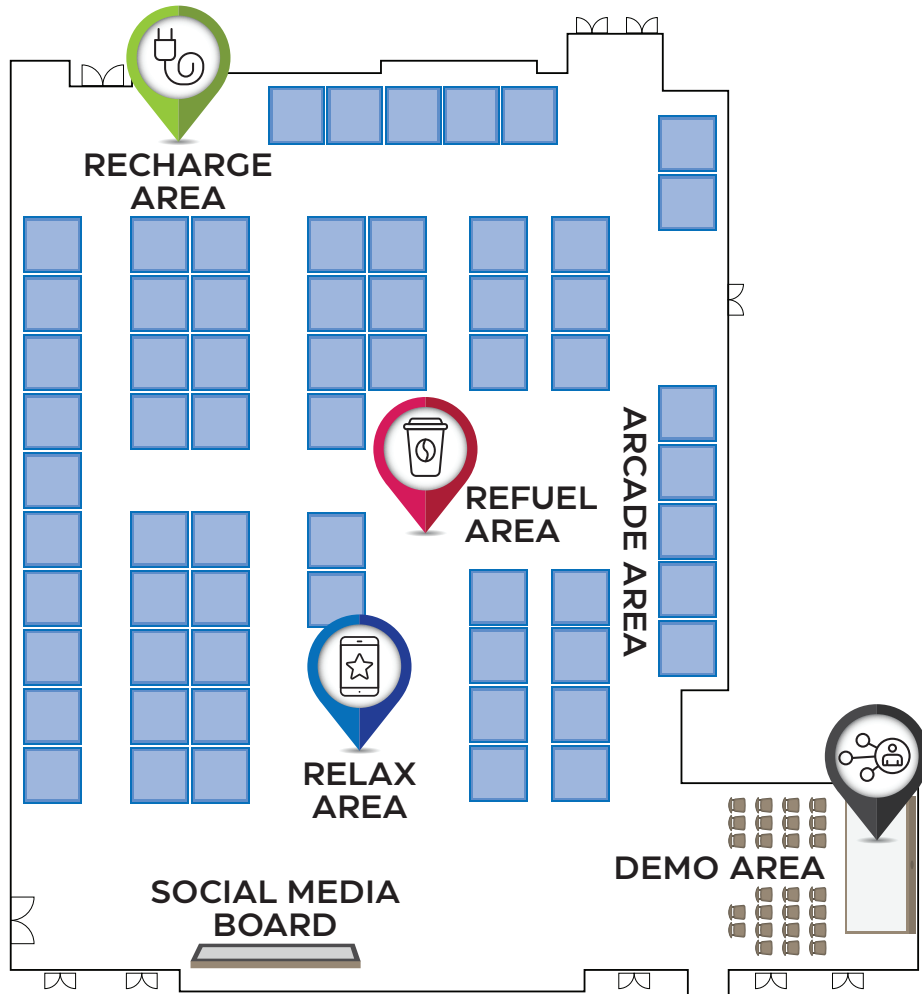 RECHARGE
AREA
REFUEL
AREA
ARCADE AREA
RELAX
AREA
DEMO AREA
SOCIAL MEDIA
BOARD